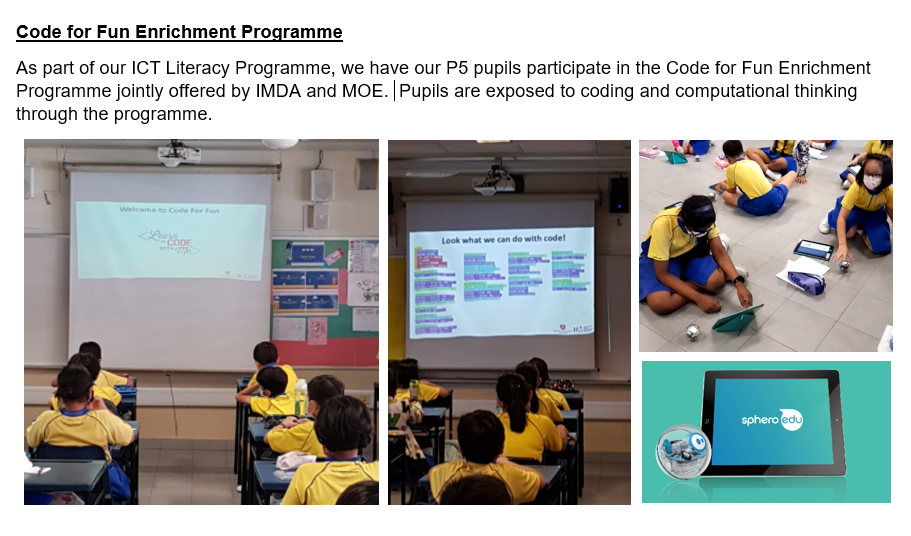 Code for Fun Enrichment Programme
As part of our ICT Literacy Programme, we have our P5 pupils participate in the Code for Fun Enrichment
Programme jointly offered by IMDA and MOE. Pupils are exposed to coding and computational thinking
through the programme.
Welcome to Code For Fun
Learn
to CODE
with Me
Look what we can do with code!
sphero edu